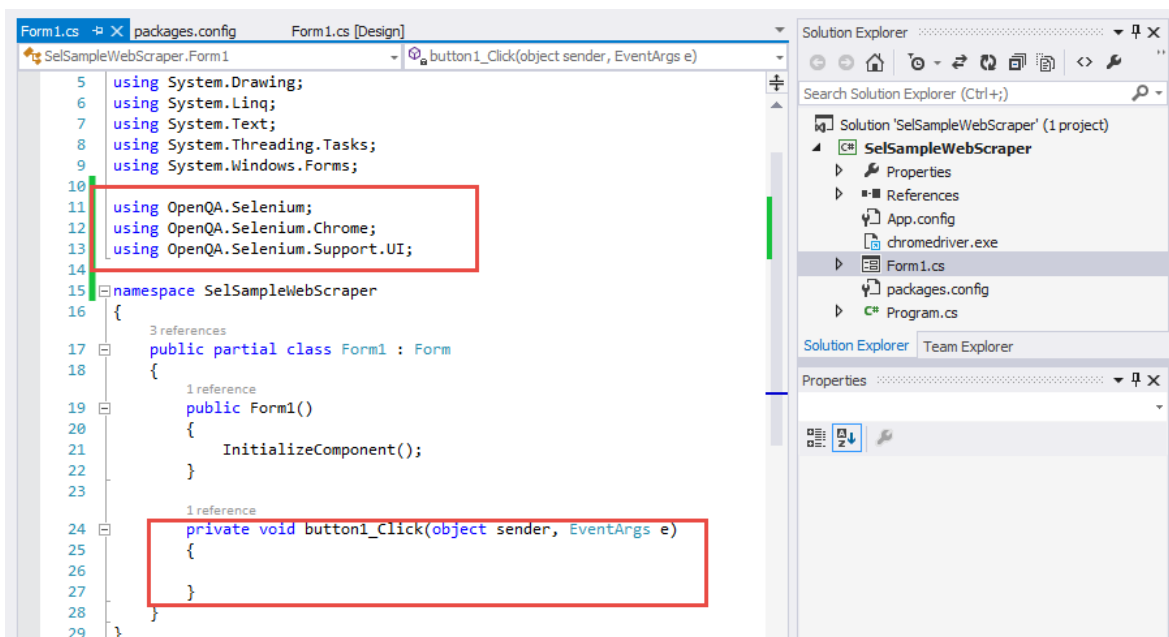 Form1.cs packages.config Form1.cs [Design]
SelSampleWebScraper.Form1 button1_Click(object sender, EventArgs e)
5 using System.Drawing;
6 using System.Linq;
7 using System.Text;
8 using System.Threading.Tasks;
9 using System.Windows.Forms;
10
11 using OpenQA.Selenium;
12 using OpenQA.Selenium.Chrome;
13 using OpenQA.Selenium.Support.UI;
14
15 namespace SelSampleWebScraper
16 {
3 references
17 public partial class Form1 : Form
18 {
1 reference
19 public Form1()
20 {
21 InitializeComponent();
22 }
23
1 reference
24 private void button1_Click(object sender, EventArgs e)
25 {
26
27 }
28 }
29 }
Solution Explorer
Search Solution Explorer (Ctrl+;)
Solution 'SelSampleWebScraper' (1 project)
C# SelSampleWebScraper
Properties
References
App.config
chromedriver.exe
Form1.cs
packages.config
C# Program.cs
Solution Explorer Team Explorer
Properties